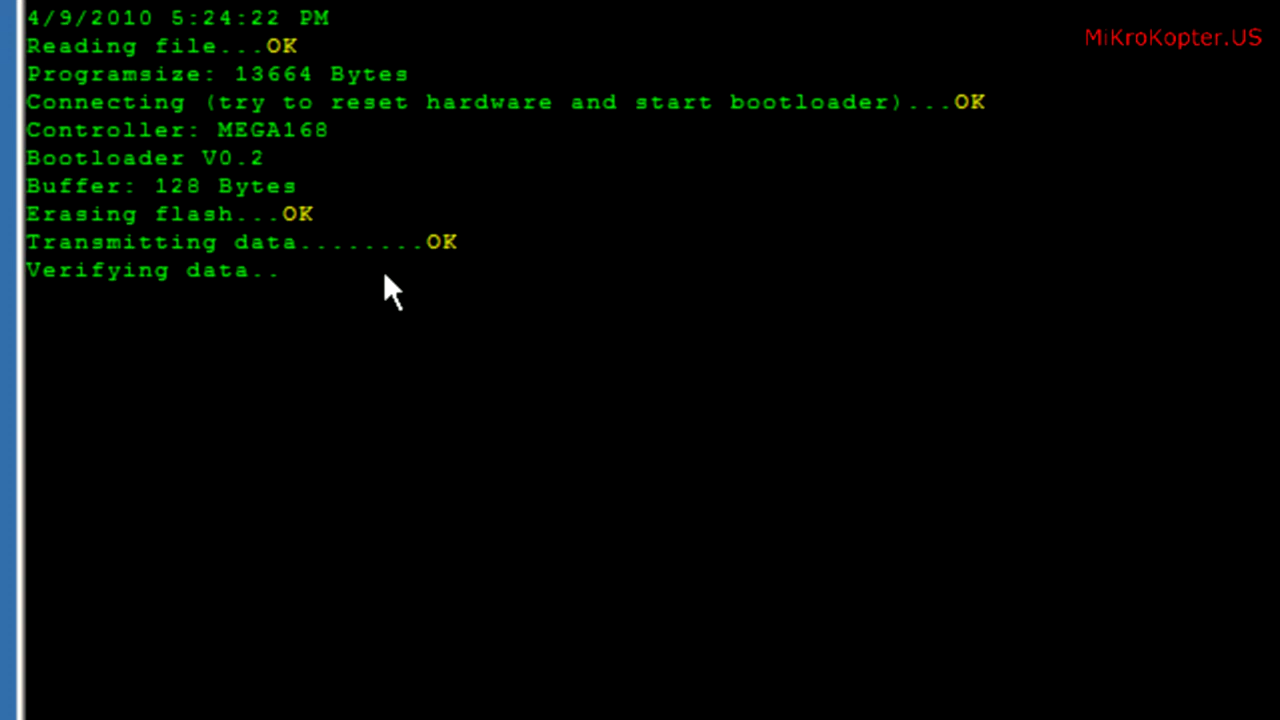 4/9/2010 5:24:22 PM
MiKroKopter.US
Reading file...OK
Programsize: 13664 Bytes
Connecting (try to reset hardware and start bootloader)...OK
Controller: MEGA168
Bootloader V0.2
Buffer: 128 Bytes
Erasing flash...OK
Transmitting data........OK
Verifying data..